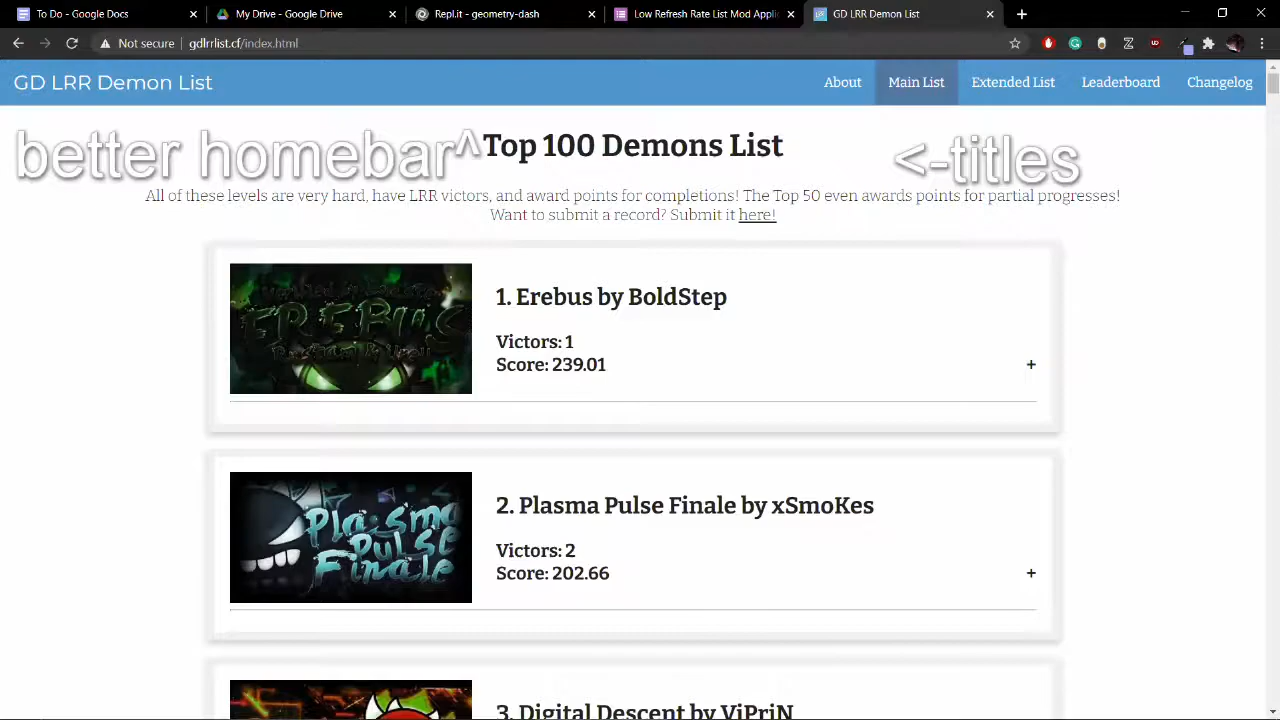 To Do - Google Docs
My Drive - Google Drive
Repl.it - geometry-dash
Low Refresh Rate List Mod Applic
GD LRR Demon List
Not secure | gdlrrlist.cf/index.html
GD LRR Demon List
About
Main List
Extended List
Leaderboard
Changelog
better homebar^
Top 100 Demons List
<-titles
All of these levels are very hard, have LRR victors, and award points for completions! The Top 50 even awards points for partial progresses!
Want to submit a record? Submit it here!
EREBUS
1. Erebus by BoldStep
Victors: 1
Score: 239.01
+
Plasma
Pulse
Finale
2. Plasma Pulse Finale by xSmoKes
Victors: 2
Score: 202.66
+
3. Digital Descent by ViPriN